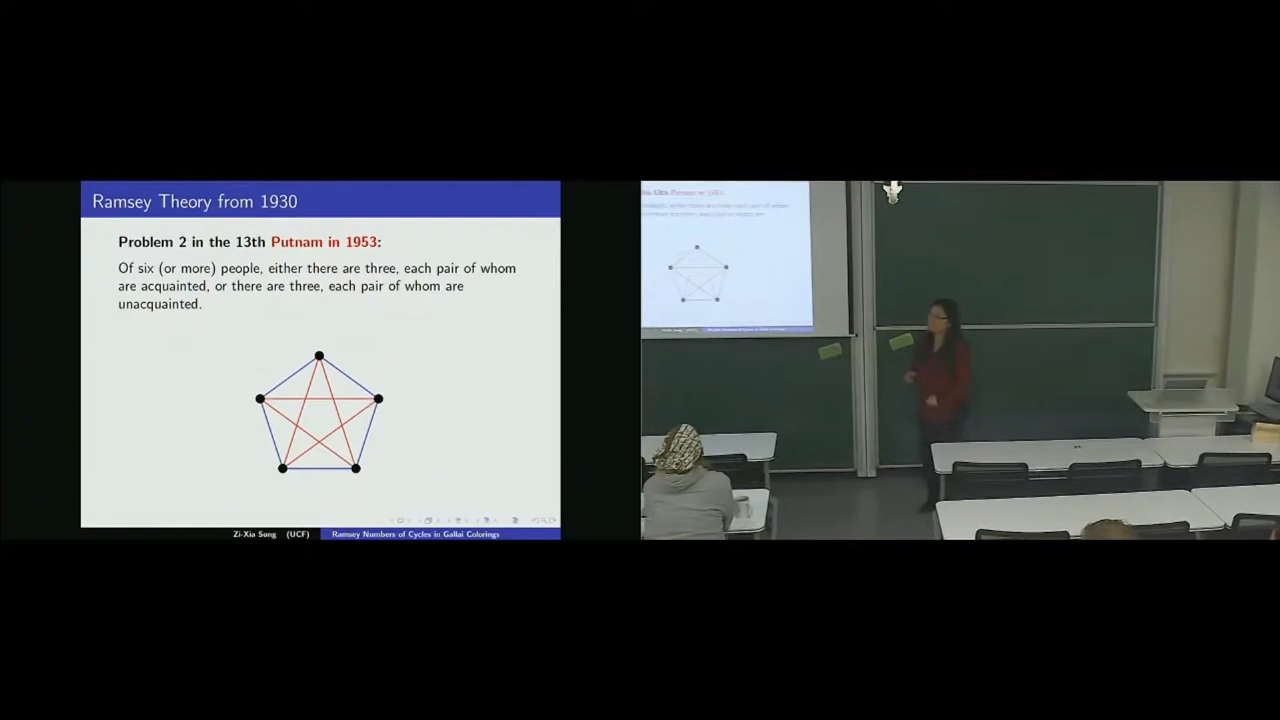 Ramsey Theory from 1930
Problem 2 in the 13th Putnam in 1953:
Of six (or more) people, either there are three, each pair of whom
are acquainted, or there are three, each pair of whom are
unacquainted.
Zi-Xia Song (UCF) Ramsey Numbers of Cycles in Gallai Colorings